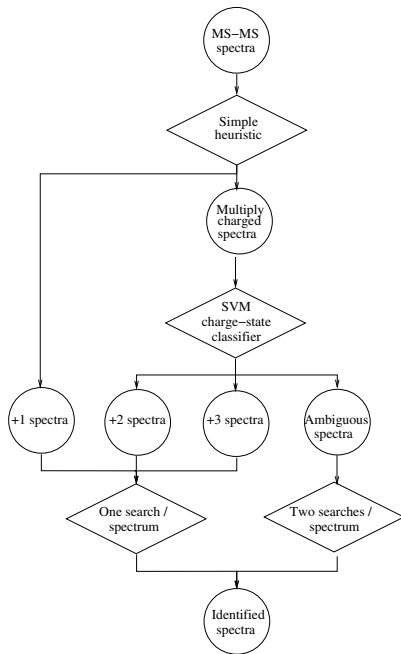 MS−MS
spectra
Simple
heuristic
Multiply
charged
spectra
SVM
charge−state
classifier
+1 spectra
+2 spectra
+3 spectra
Ambiguous
spectra
One search /
spectrum
Two searches /
spectrum
Identified
spectra